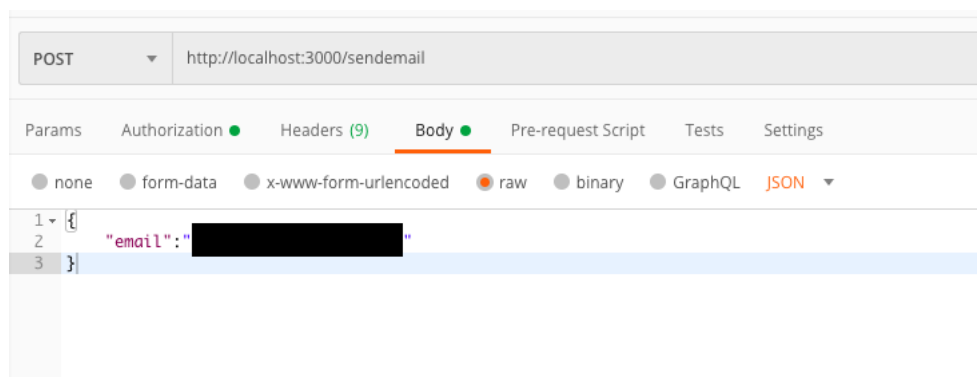 POST http://localhost:3000/sendemail
Params Authorization Headers (9) Body Pre-request Script Tests Settings
none form-data x-www-form-urlencoded raw binary GraphQL JSON
1 {
2 "email":" "
3 }